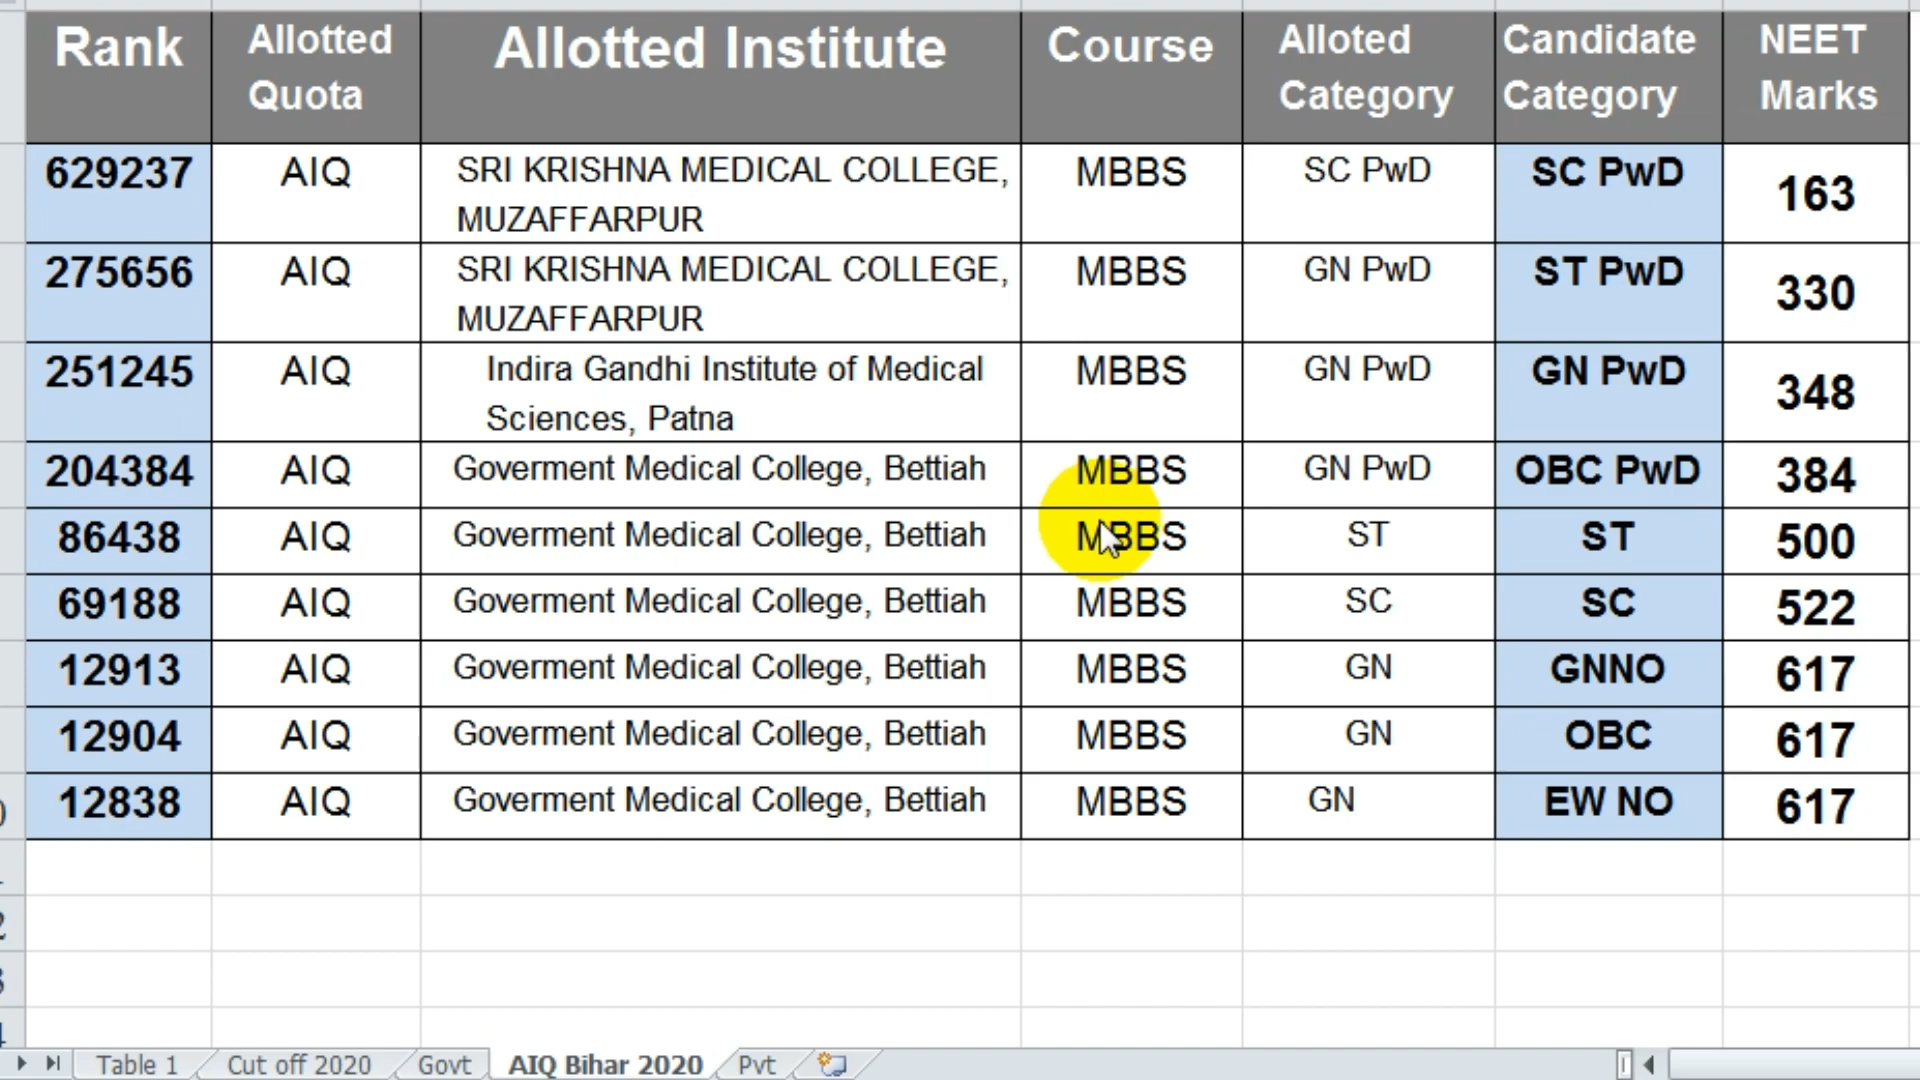 Rank Allotted Quota Allotted Institute Course Alloted Category Candidate Category NEET Marks
629237 AIQ SRI KRISHNA MEDICAL COLLEGE, MUZAFFARPUR MBBS SC PwD SC PwD 163
275656 AIQ SRI KRISHNA MEDICAL COLLEGE, MUZAFFARPUR MBBS GN PwD ST PwD 330
251245 AIQ Indira Gandhi Institute of Medical Sciences, Patna MBBS GN PwD GN PwD 348
204384 AIQ Goverment Medical College, Bettiah MBBS GN PwD OBC PwD 384
86438 AIQ Goverment Medical College, Bettiah MBBS ST ST 500
69188 AIQ Goverment Medical College, Bettiah MBBS SC SC 522
12913 AIQ Goverment Medical College, Bettiah MBBS GN GNNO 617
12904 AIQ Goverment Medical College, Bettiah MBBS GN OBC 617
12838 AIQ Goverment Medical College, Bettiah MBBS GN EW NO 617
Table 1 Cut off 2020 Govt AIQ Bihar 2020 Pvt